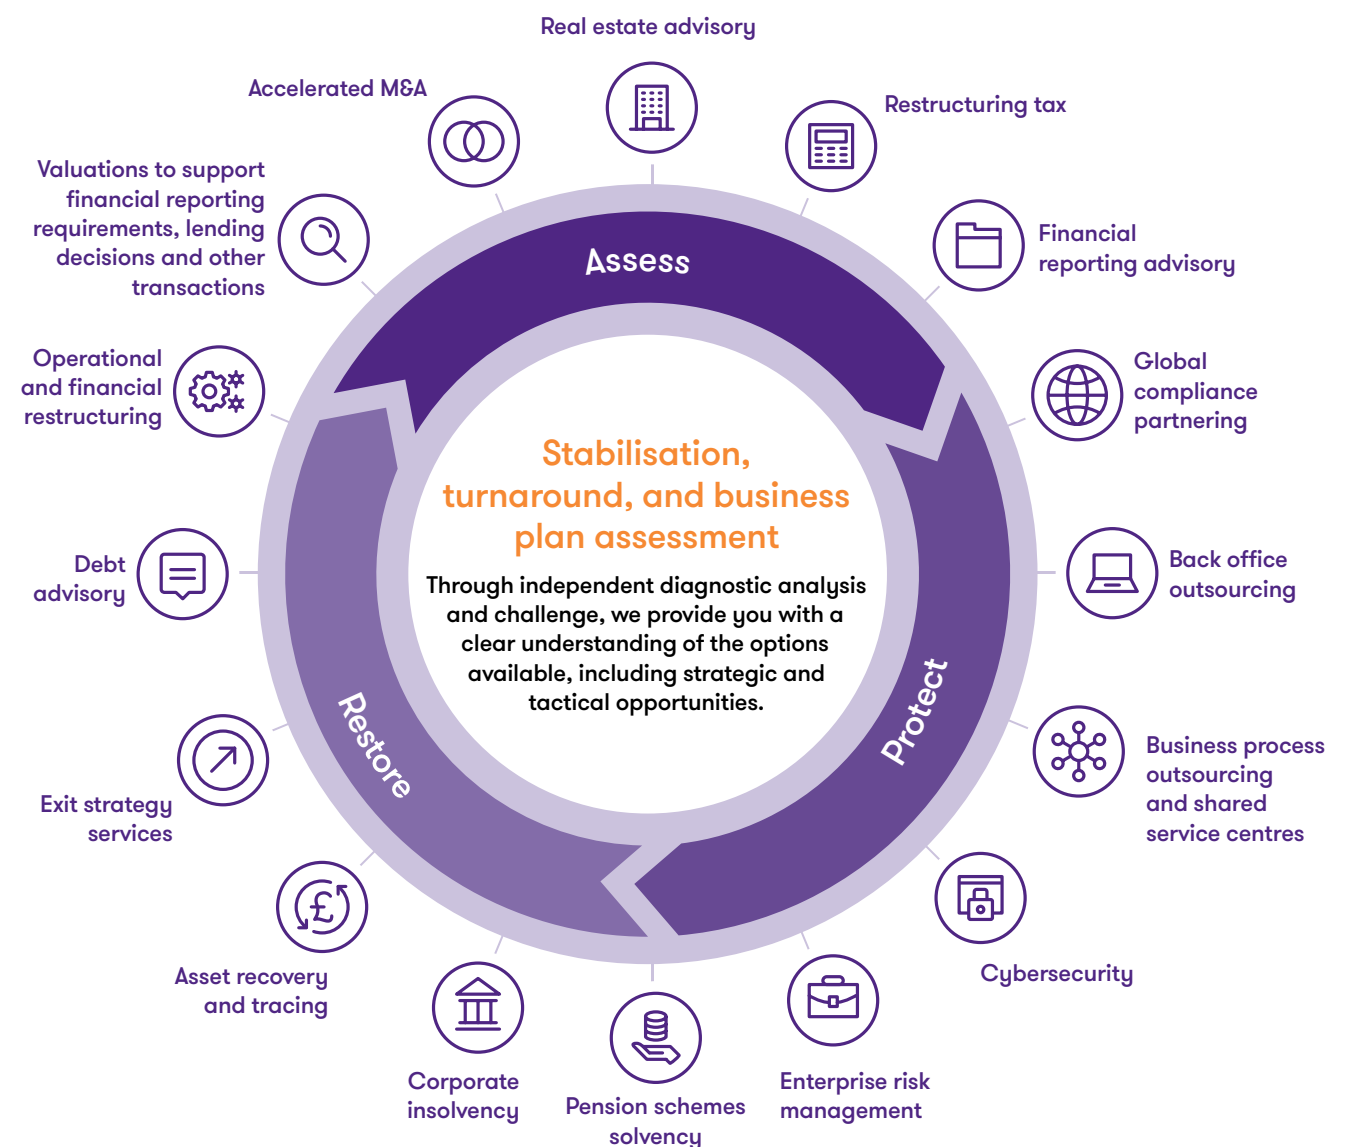 Real estate advisory
Accelerated M&A
Restructuring tax
Valuations to support
financial reporting
requirements, lending
decisions and other
transactions
Financial
reporting advisory
Assess
Operational
and financial
restructuring
Global
compliance
partnering
Stabilisation,
turnaround, and business
plan assessment
Through independent diagnostic analysis
and challenge, we provide you with a
clear understanding of the options
available, including strategic and
tactical opportunities.
Debt
advisory
Back office
outsourcing
Protect
Restore
Business process
outsourcing
and shared
service centres
Exit strategy
services
£
Asset recovery
and tracing
Cybersecurity
Corporate
insolvency
Pension schemes
solvency
Enterprise risk
management